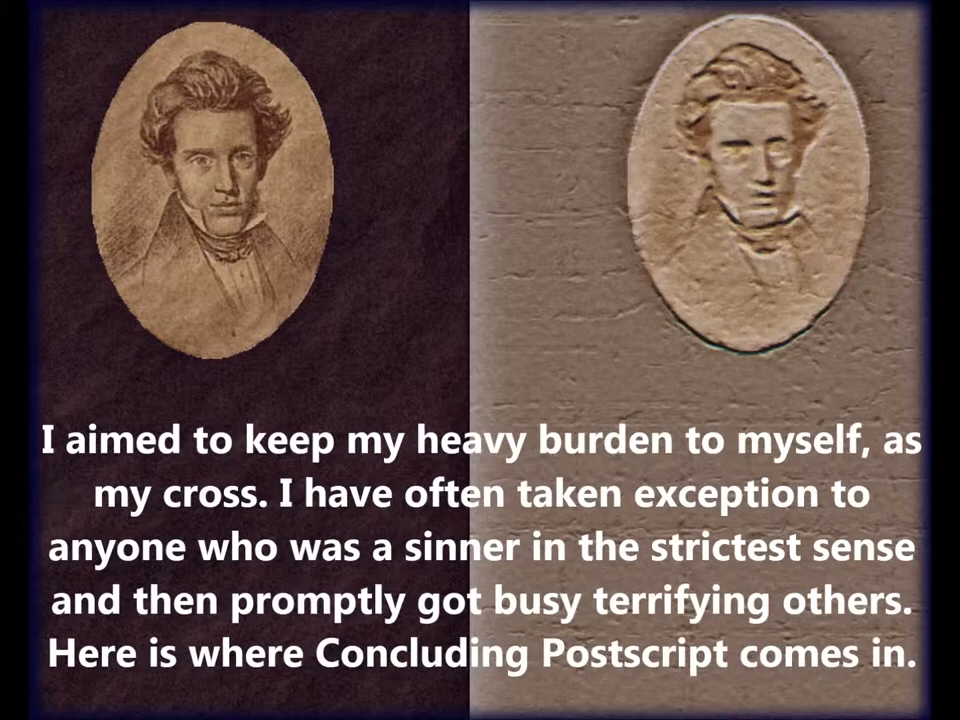 I aimed to keep my heavy burden to myself, as
my cross. I have often taken exception to
anyone who was a sinner in the strictest sense
and then promptly got busy terrifying others.
Here is where Concluding Postscript comes in.